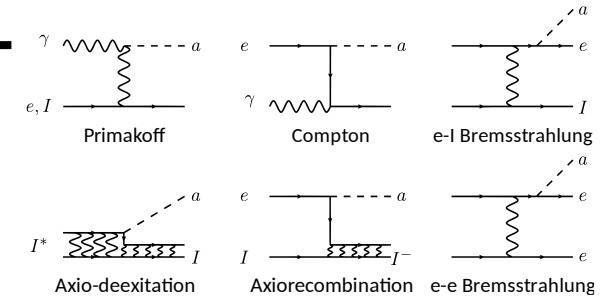 γ a e a a
e
e, I γ I
Primakoff Compton e-I Bremsstrahlung
a e a a
e
I* I I I⁻ e
Axio-deexitation Axiorecombination e-e Bremsstrahlung